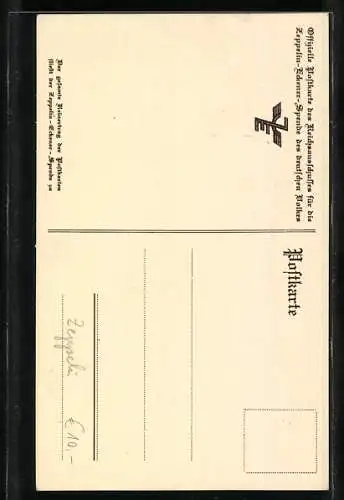 Offizielle Postkarte des Reichsausschusses für die
Zeppelin-Eckener-Spende des deutschen Volkes
Der gesamte Reinertrag der Postkarten
fließt der Zeppelin-Eckener-Spende zu
Postkarte
Zeppelin
€ 10,-